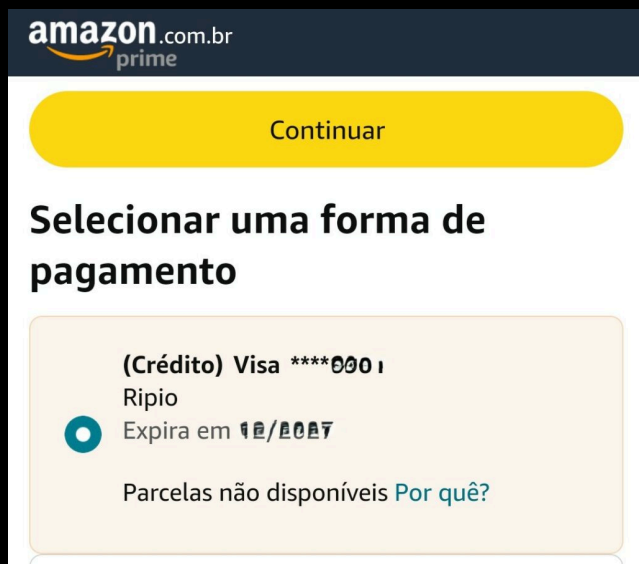 amazon.com.br
prime
Continuar
Selecionar uma forma de
pagamento
(Crédito) Visa ****
Ripio
Expira em
Parcelas não disponíveis Por quê?